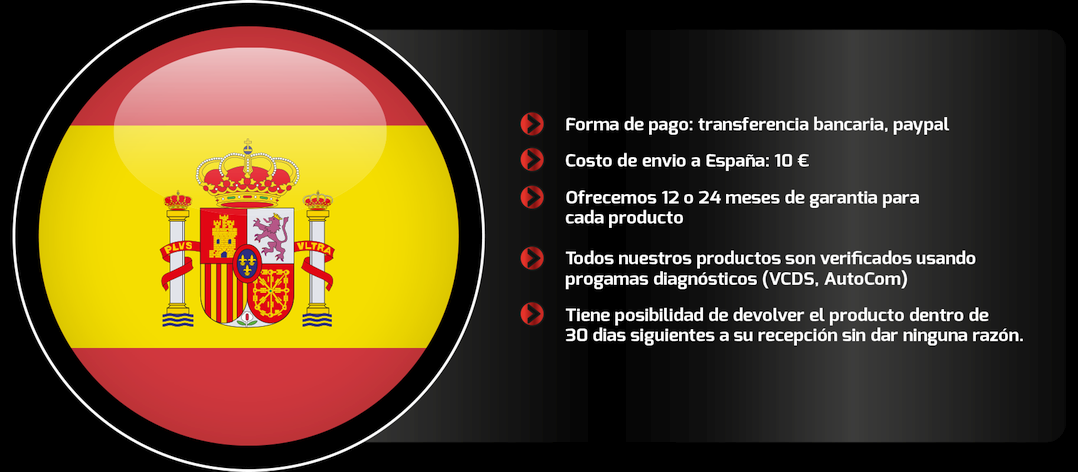 PLVS
VLTRA
Forma de pago: transferencia bancaria, paypal
Costo de envio a España: 10 €
Ofrecemos 12 o 24 meses de garantia para
cada producto
Todos nuestros productos son verificados usando
progamas diagnósticos (VCDS, AutoCom)
Tiene posibilidad de devolver el producto dentro de
30 dias siguientes a su recepción sin dar ninguna razón.